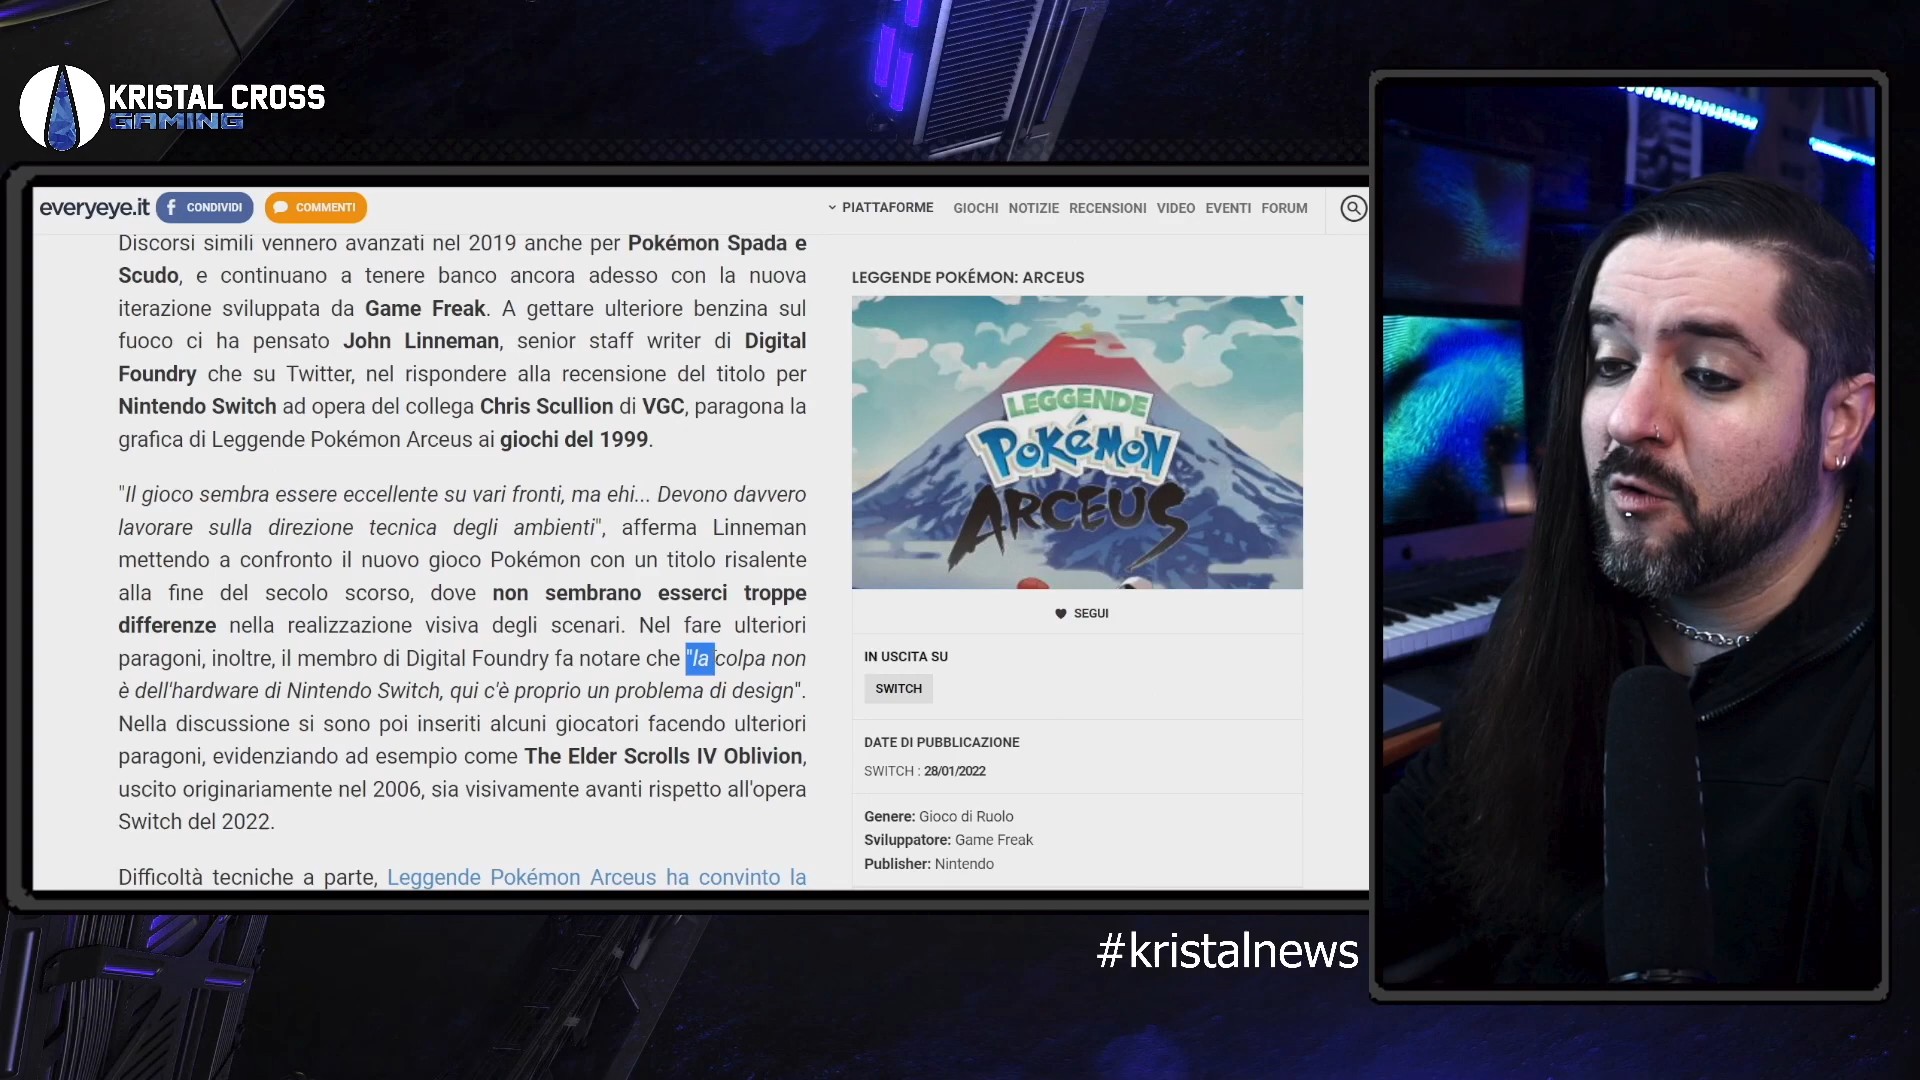 KRISTAL CROSS
GAMING
everyeye.it
CONDIVIDI
COMMENTI
PIATTAFORME GIOCHI NOTIZIE RECENSIONI VIDEO EVENTI FORUM
Discorsi simili vennero avanzati nel 2019 anche per Pokémon Spada e
Scudo, e continuano a tenere banco ancora adesso con la nuova
iterazione sviluppata da Game Freak. A gettare ulteriore benzina sul
fuoco ci ha pensato John Linneman, senior staff writer di Digital
Foundry che su Twitter, nel rispondere alla recensione del titolo per
Nintendo Switch ad opera del collega Chris Scullion di VGC, paragona la
grafica di Leggende Pokémon Arceus ai giochi del 1999.
"Il gioco sembra essere eccellente su vari fronti, ma ehi... Devono davvero
lavorare sulla direzione tecnica degli ambienti", afferma Linneman
mettendo a confronto il nuovo gioco Pokémon con un titolo risalente
alla fine del secolo scorso, dove non sembrano esserci troppe
differenze nella realizzazione visiva degli scenari. Nel fare ulteriori
paragoni, inoltre, il membro di Digital Foundry fa notare che "la colpa non
è dell'hardware di Nintendo Switch, qui c'è proprio un problema di design".
Nella discussione si sono poi inseriti alcuni giocatori facendo ulteriori
paragoni, evidenziando ad esempio come The Elder Scrolls IV Oblivion,
uscito originariamente nel 2006, sia visivamente avanti rispetto all'opera
Switch del 2022.
Difficoltà tecniche a parte, Leggende Pokémon Arceus ha convinto la
LEGGENDE POKÉMON: ARCEUS
LEGGENDE
POKéMON
ARCEUS
SEGUI
IN USCITA SU
SWITCH
DATE DI PUBBLICAZIONE
SWITCH : 28/01/2022
Genere: Gioco di Ruolo
Sviluppatore: Game Freak
Publisher: Nintendo
#kristalnews